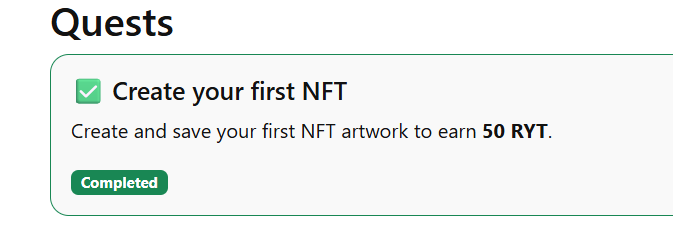 Quests
✅ Create your first NFT
Create and save your first NFT artwork to earn 50 RYT.
Completed